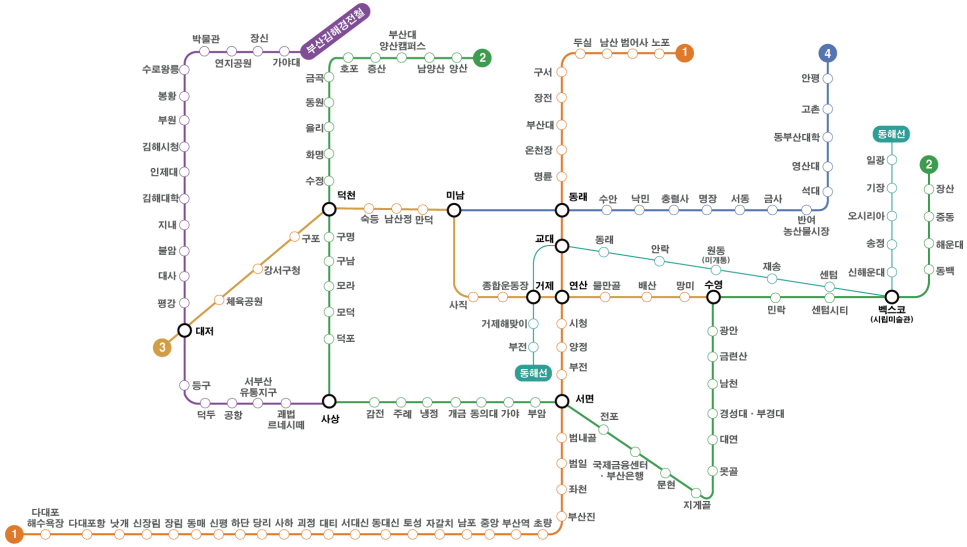 박물관
장신
부산김해경전철
연지공원
가야대
수로왕릉
봉황
부원
김해시청
인제대
김해대학
지내
불암
대사
평강
대저
3
등구
덕두
공항
서부산
유통지구
괘법
르네시떼
사상
부산대
양산캠퍼스
2
호포
증산
남양산
양산
금곡
동원
율리
화명
수정
덕천
숙등
남산정
만덕
미남
구포
강서구청
체육공원
구명
구남
모라
모덕
덕포
두실
남산
범어사
노포
1
구서
장전
부산대
온천장
명륜
동래
수안
낙민
충렬사
명장
서동
금사
반여
농산물시장
석대
영산대
동부산대학
고촌
안평
4
동해선
일광
기장
오시리아
송정
신해운대
2
장산
중동
해운대
동백
벡스코
(시립미술관)
교대
동래
안락
원동
(미개통)
재송
센텀
사직
종합운동장
거제
연산
물만골
배산
망미
수영
민락
센텀시티
거제해맞이
부전
동해선
시청
양정
부전
서면
감전
주례
냉정
개금
동의대
가야
부암
광안
금련산
남천
경성대 · 부경대
대연
못골
지게골
문현
국제금융센터
· 부산은행
전포
범내골
범일
좌천
부산진
1
다대포
해수욕장
다대포항
낫개
신장림
장림
동매
신평
하단
당리
사하
괴정
대티
서대신
동대신
토성
자갈치
남포
중앙
부산역
초량